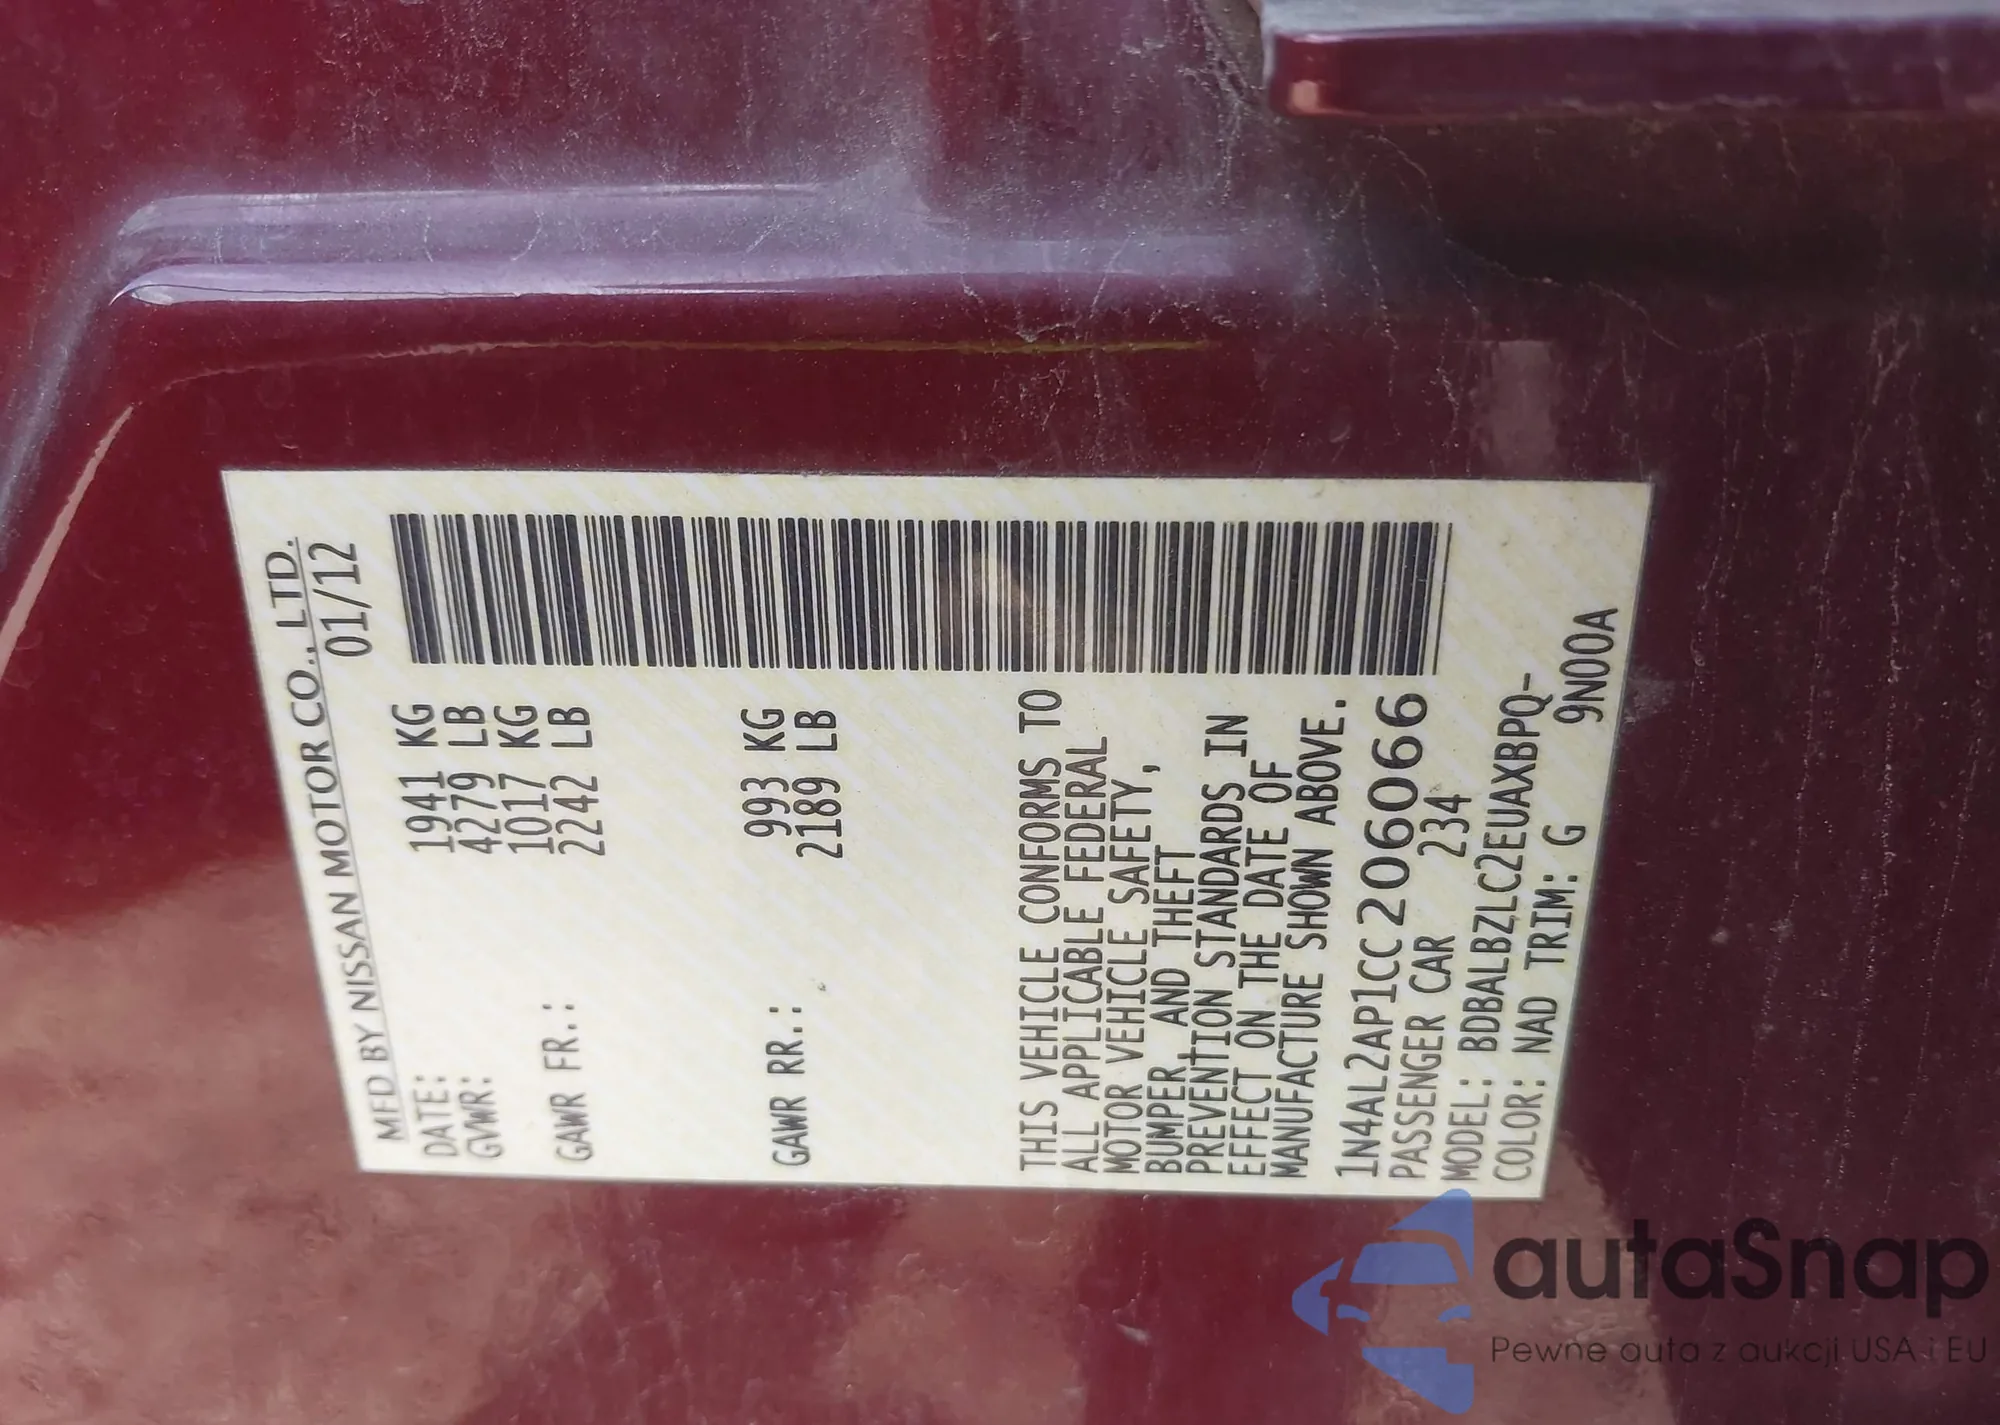 MFD BY NISSAN MOTOR CO., LTD.
DATE: 01/12
GVWR: 1941 KG
4279 LB
GAWR FR.: 1017 KG
2242 LB
GAWR RR.: 993 KG
2189 LB
THIS VEHICLE CONFORMS TO
ALL APPLICABLE FEDERAL
MOTOR VEHICLE SAFETY,
BUMPER, AND THEFT
PREVENTION STANDARDS IN
EFFECT ON THE DATE OF
MANUFACTURE SHOWN ABOVE.
1N4AL2AP1CC206066
PASSENGER CAR 234
MODEL: BDBALBZLC2EUAXBPQ-
COLOR: NAD TRIM: G 9N00A
autaSnap
Pewne auta z aukcji USA i EU